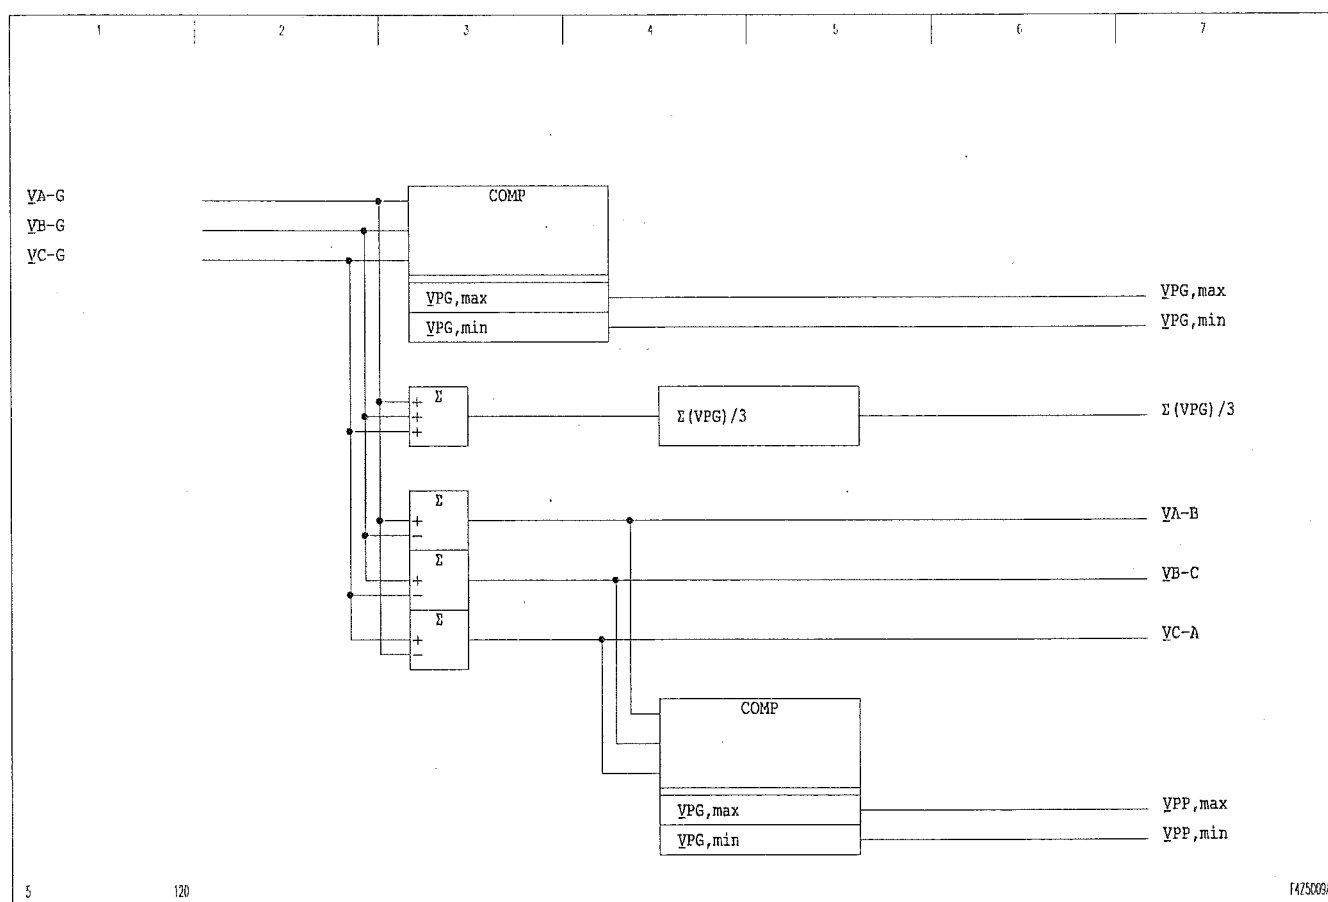 1 2 3 4 5 6 7
VA-G
VB-G
VC-G
COMP
VPG,max
VPG,min
VPG,max
VPG,min
Σ
+
+
+
Σ(VPG)/3
Σ(VPG)/3
Σ
+
−
VA-B
Σ
+
−
VB-C
Σ
+
−
VC-A
COMP
VPG,max
VPG,min
VPP,max
VPP,min
5 120